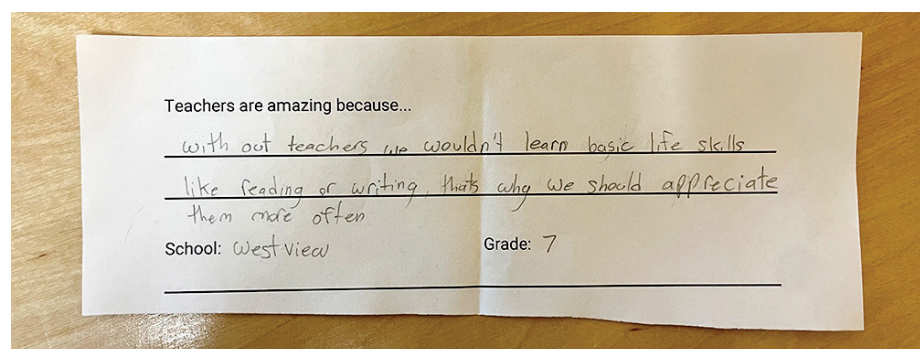 Teachers are amazing because...
with out teachers we wouldn't learn basic life skills
like reading or writing, thats why we should appreciate
them more often
School: West view Grade: 7